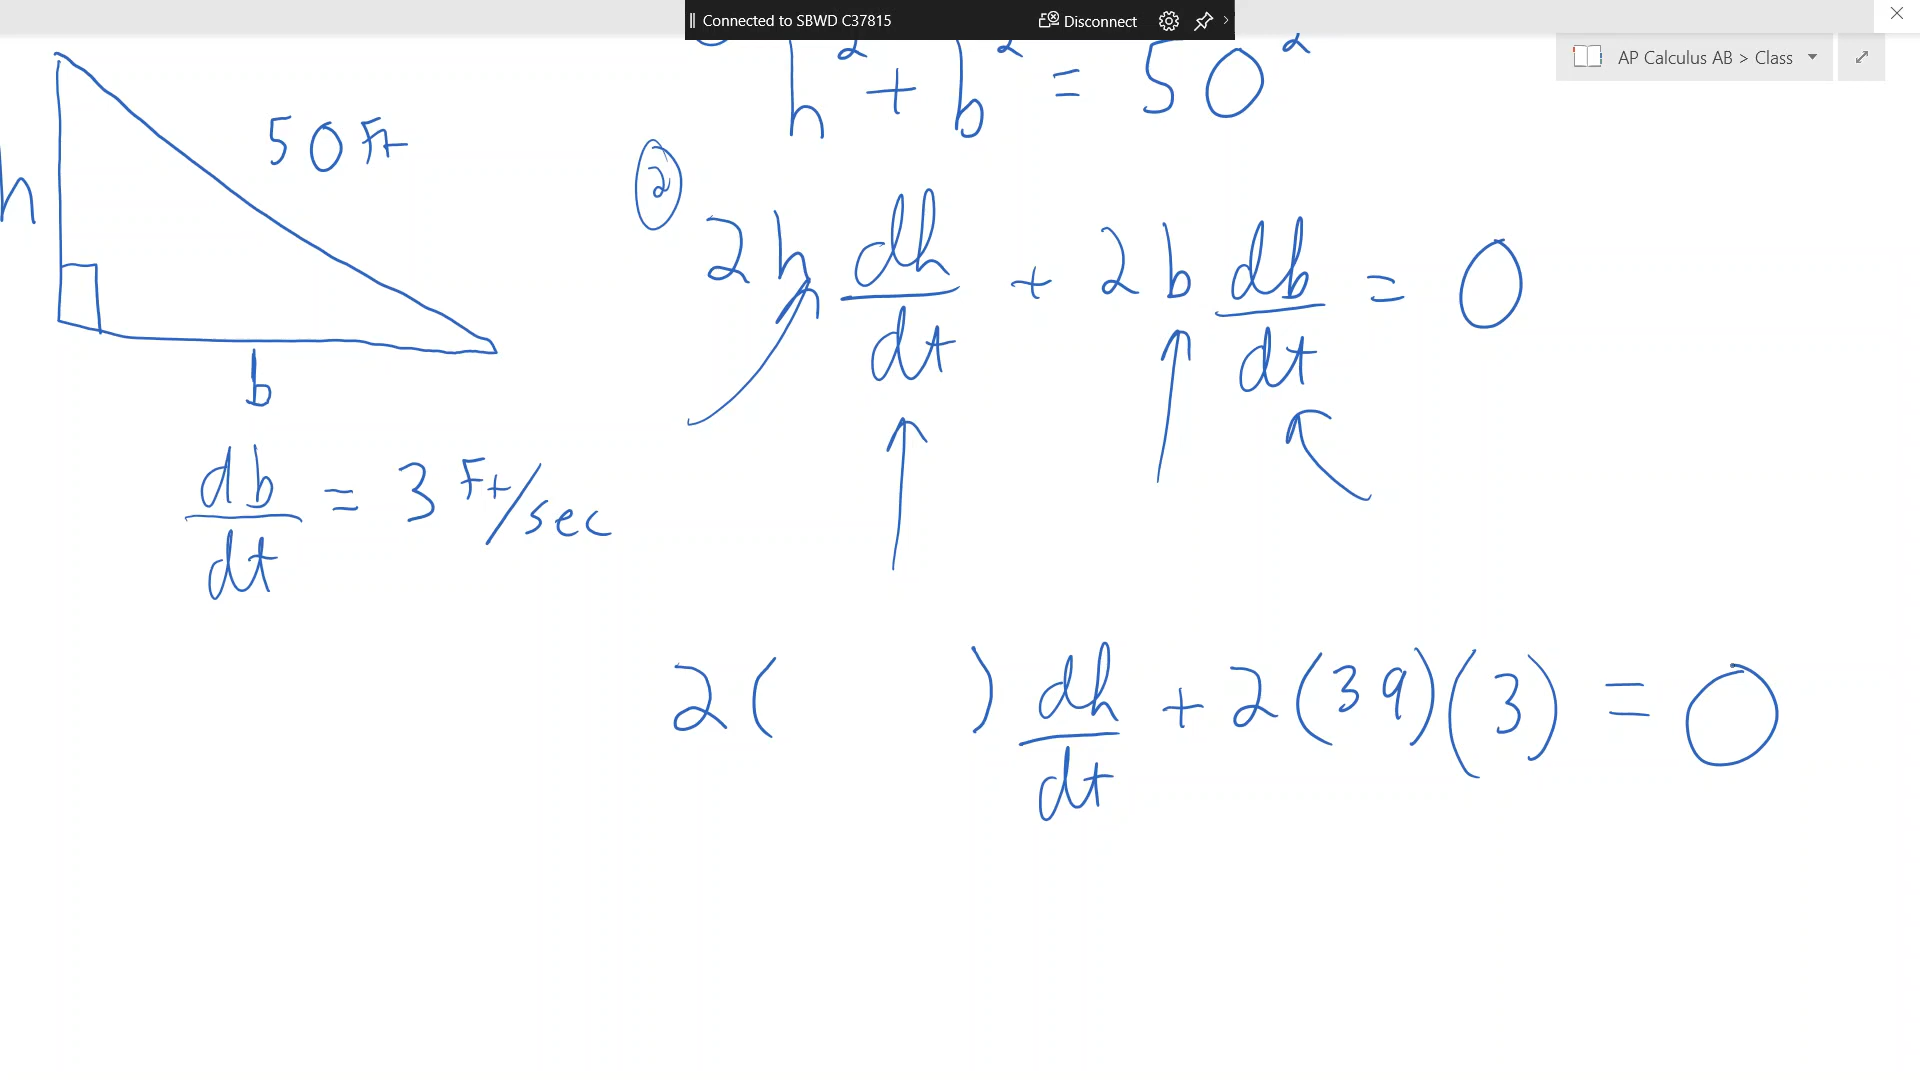 Connected to SBWD C37815 Disconnect
AP Calculus AB > Class
h² + b² = 50²
50 Ft
h
②
2h dh/dt + 2b db/dt = 0
b
db/dt = 3 Ft/sec
2( ) dh/dt + 2(39)(3) = 0